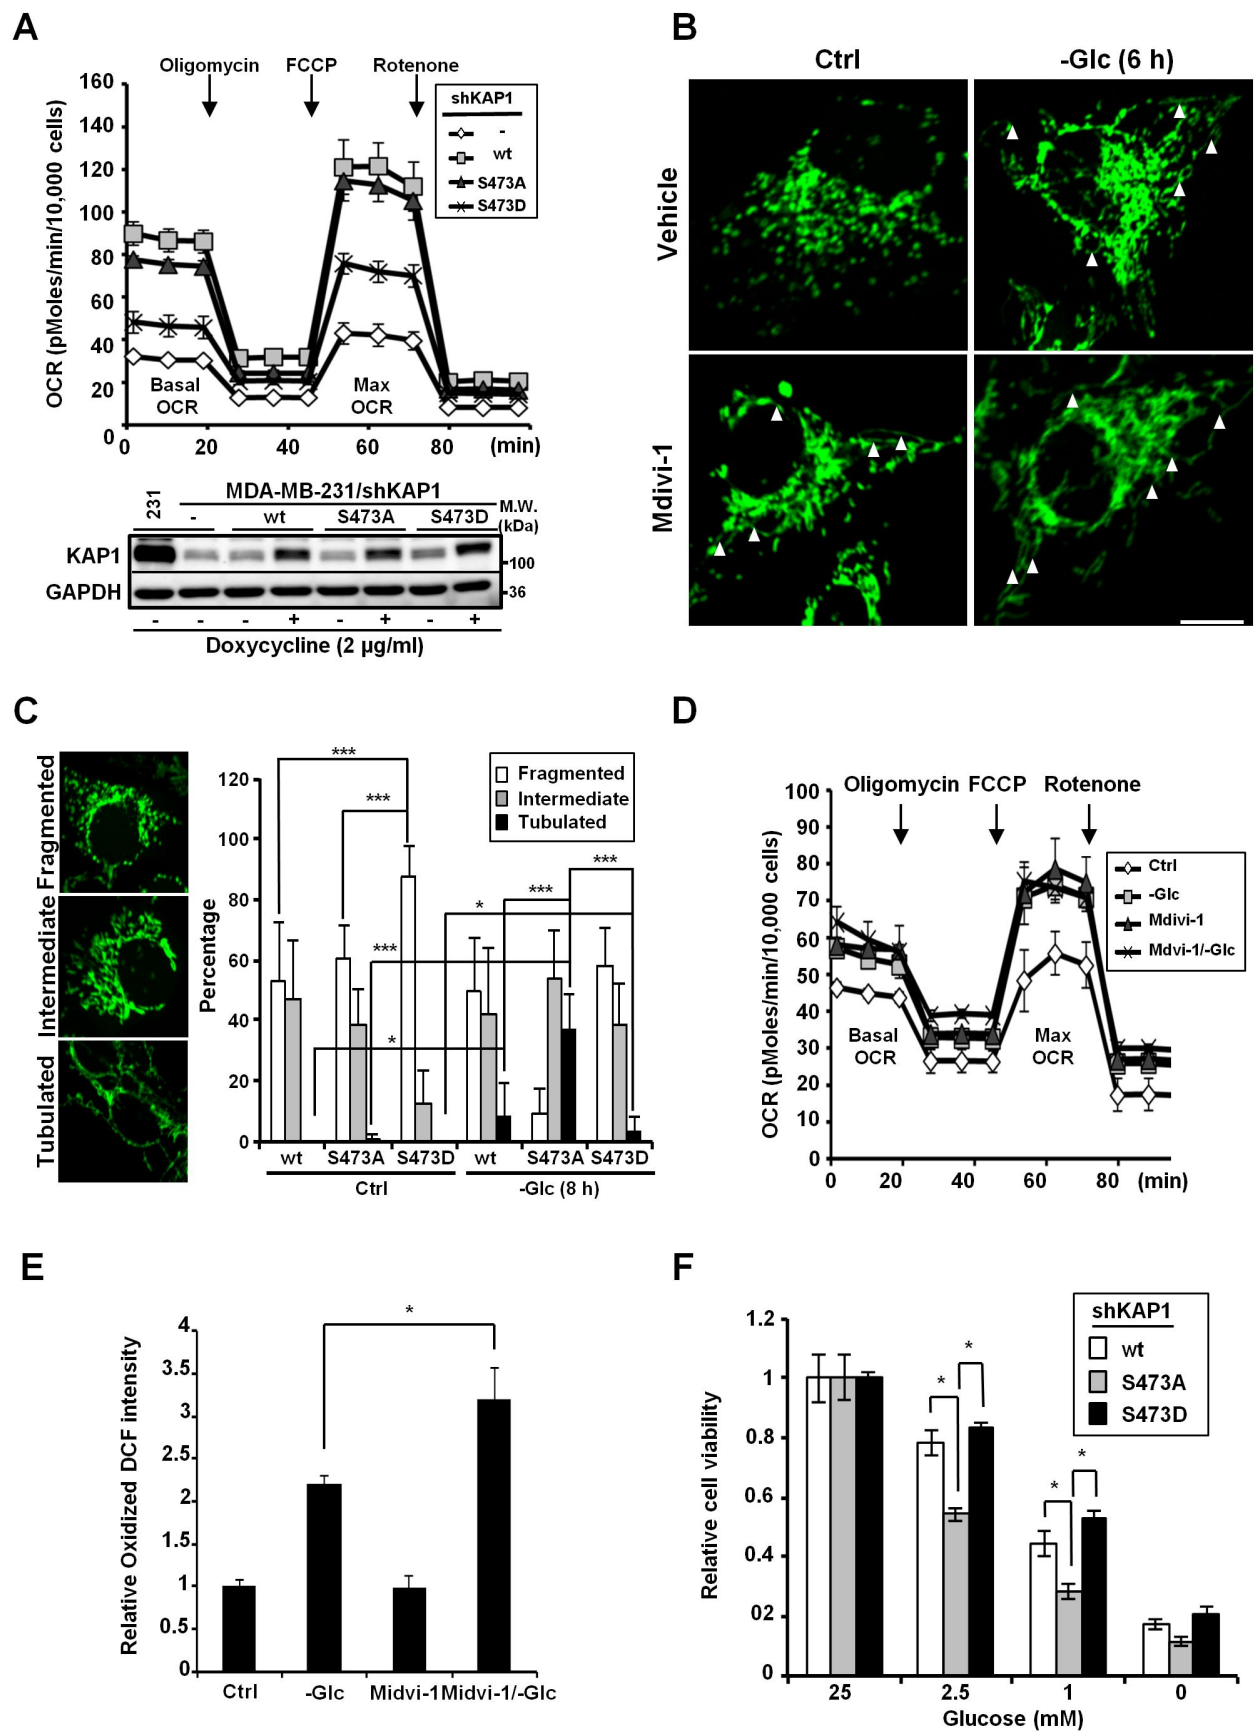 A
Oligomycin FCCP Rotenone
160
140
120
100
80
60
40
20
0
OCR (pMoles/min/10,000 cells)
shKAP1
-
wt
S473A
S473D
Basal
OCR
Max
OCR
0 20 40 60 80 (min)
231
MDA-MB-231/shKAP1
- wt S473A S473D
M.W.
(kDa)
KAP1
-100
GAPDH
-36
- - - + - + - +
Doxycycline (2 µg/ml)
B
Ctrl -Glc (6 h)
Vehicle
Mdivi-1
C
Fragmented
Intermediate
Tubulated
Percentage
120
100
80
60
40
20
0
Fragmented
Intermediate
Tubulated
***
***
***
*
*
***
***
wt S473A S473D wt S473A S473D
Ctrl -Glc (8 h)
D
Oligomycin FCCP Rotenone
100
90
80
70
60
50
40
30
20
10
0
OCR (pMoles/min/10,000 cells)
Ctrl
-Glc
Mdivi-1
Mdvi-1/-Glc
Basal
OCR
Max
OCR
0 20 40 60 80 (min)
E
Relative Oxidized DCF intensity
4
3.5
3
2.5
2
1.5
1
0.5
0
*
Ctrl -Glc Midvi-1 Midvi-1/-Glc
F
Relative cell viability
1.2
1
0.8
0.6
0.4
02
0
shKAP1
wt
S473A
S473D
* *
* *
25 2.5 1 0
Glucose (mM)